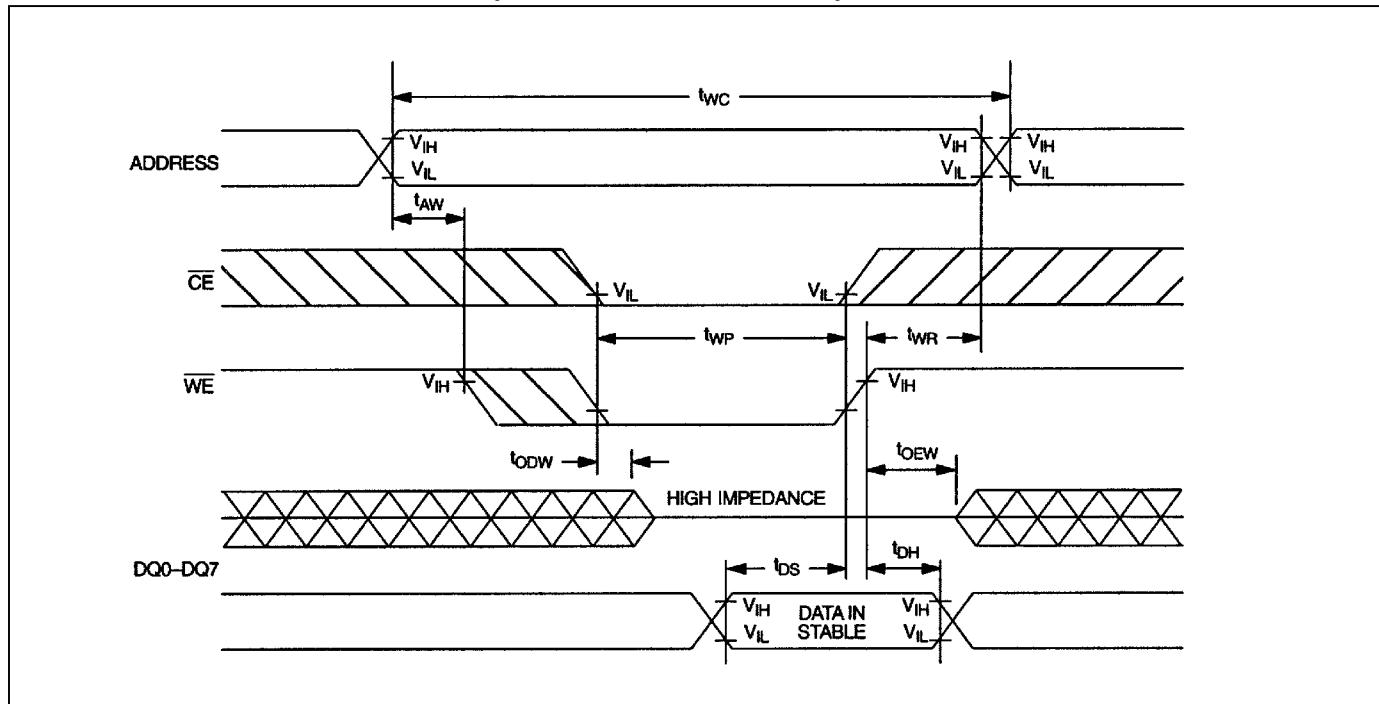 tWC
ADDRESS
VIH
VIL
VIH
VIL
VIH
VIL
tAW
CE
VIL
VIL
tWP
tWR
WE
VIH
VIH
tODW
tOEW
HIGH IMPEDANCE
DQ0–DQ7
tDS
tDH
VIH
VIL
DATA IN
STABLE
VIH
VIL